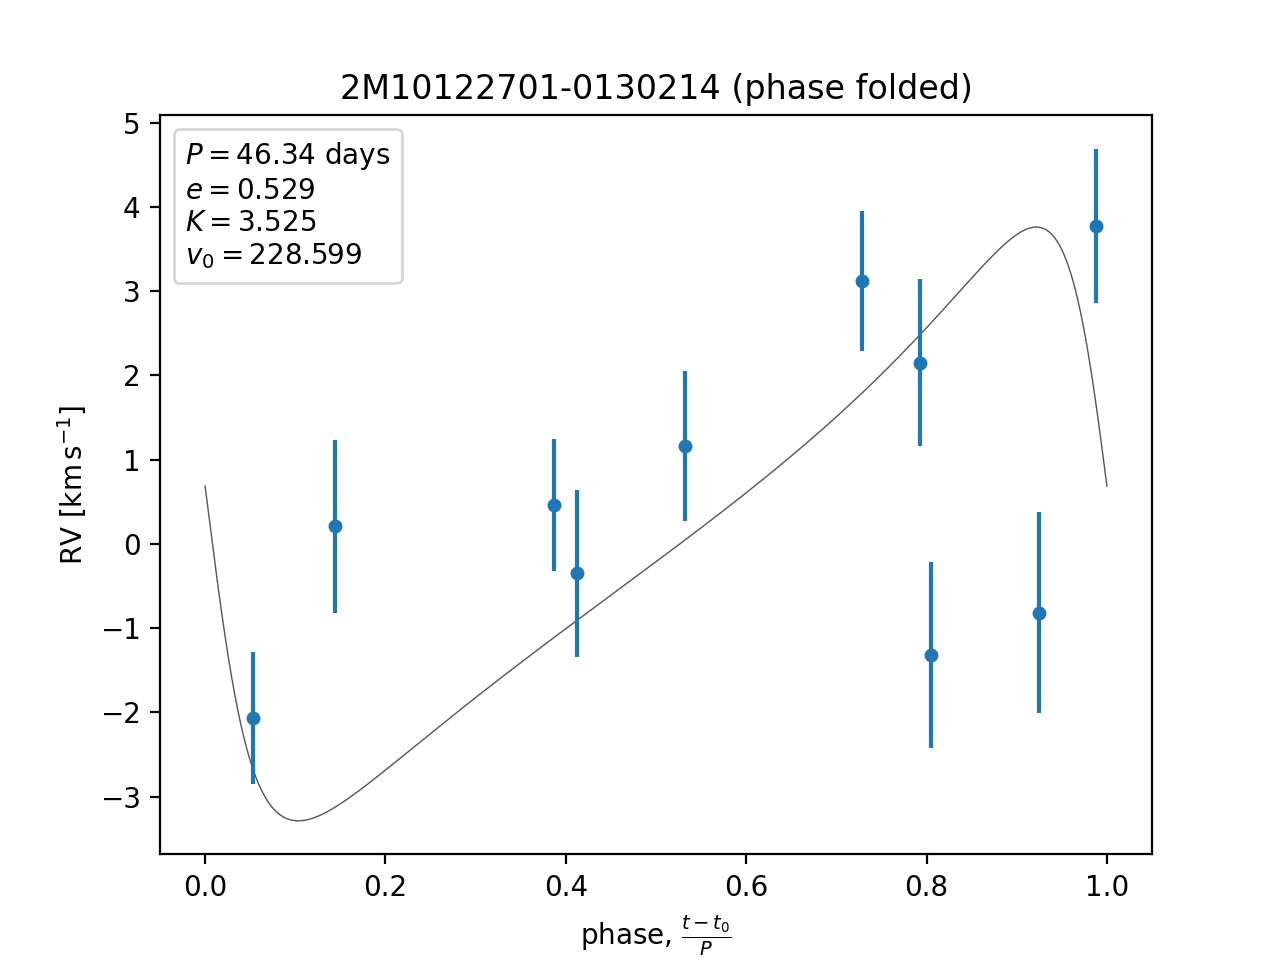 2M10122701-0130214 (phase folded)
P = 46.34 days
e = 0.529
K = 3.525
v₀ = 228.599
5
4
3
2
1
0
−1
−2
−3
RV [km s⁻¹]
0.0 0.2 0.4 0.6 0.8 1.0
phase, (t − t₀)/P